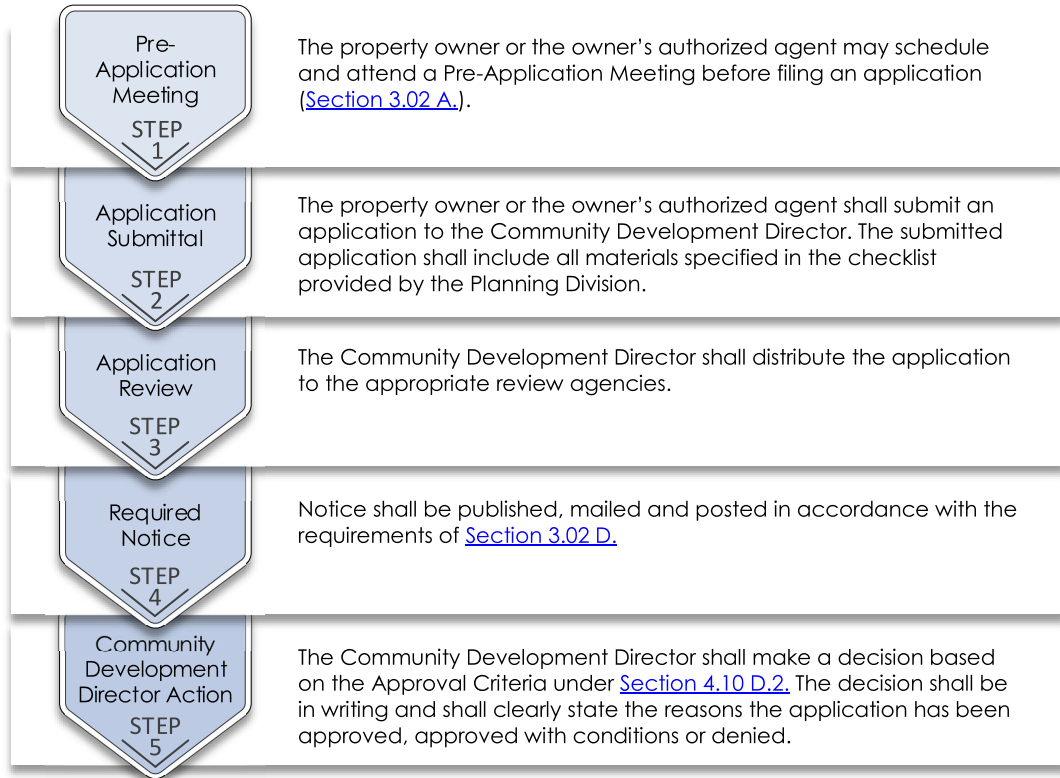 Pre-
Application
Meeting
STEP
1
The property owner or the owner's authorized agent may schedule
and attend a Pre-Application Meeting before filing an application
(Section 3.02 A.).
Application
Submittal
STEP
2
The property owner or the owner's authorized agent shall submit an
application to the Community Development Director. The submitted
application shall include all materials specified in the checklist
provided by the Planning Division.
Application
Review
STEP
3
The Community Development Director shall distribute the application
to the appropriate review agencies.
Required
Notice
STEP
4
Notice shall be published, mailed and posted in accordance with the
requirements of Section 3.02 D.
Community
Development
Director Action
STEP
5
The Community Development Director shall make a decision based
on the Approval Criteria under Section 4.10 D.2. The decision shall be
in writing and shall clearly state the reasons the application has been
approved, approved with conditions or denied.